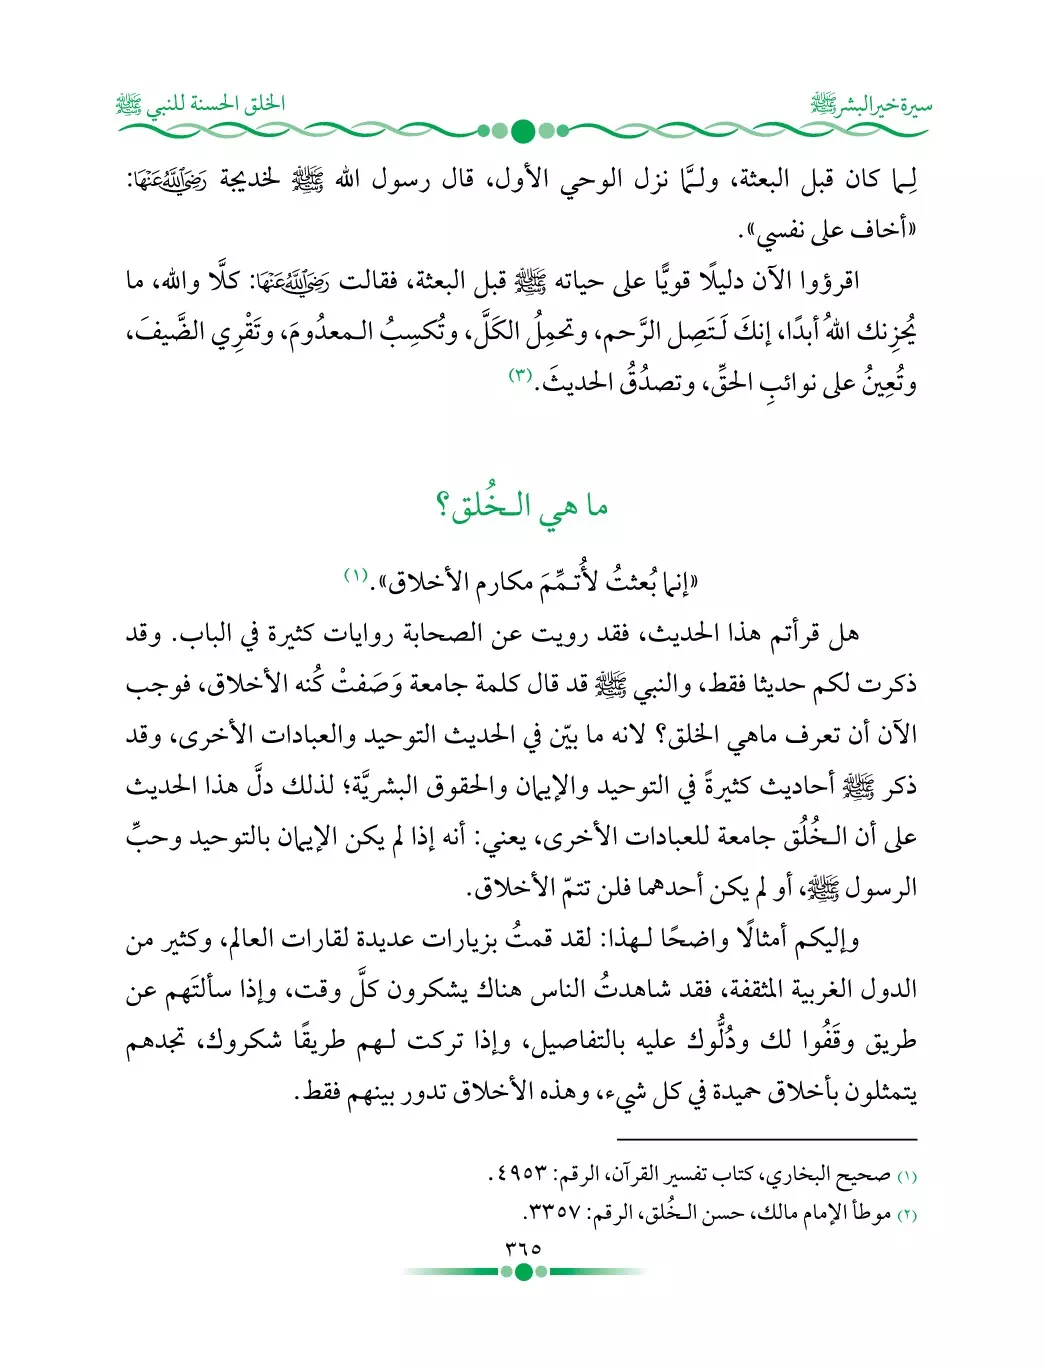 سيرة خير البشر ﷺ
الخلق الحسنة للنبي ﷺ
لِـما كان قبل البعثة، ولـمَّا نزل الوحي الأول، قال رسول الله ﷺ لخديجة رَضِيَ اللَّهُ عَنْهَا:
«أخاف على نفسي».
اقرؤوا الآن دليلًا قويًّا على حياته ﷺ قبل البعثة، فقالت رَضِيَ اللَّهُ عَنْهَا: كلَّا والله، ما
يُحزِنك اللهُ أبدًا، إنكَ لَـتَصِل الرَّحم، وتحمِلُ الكَلَّ، وتُكسِبُ الـمعدُومَ، وتَقْرِي الضَّيفَ،
وتُعِينُ على نوائبِ الحقِّ، وتصدُقُ الحديثَ.(٣)
ما هي الـخُلق؟
«إنما بُعثتُ لأُتـمِّمَ مكارم الأخلاق».(١)
هل قرأتم هذا الحديث، فقد رويت عن الصحابة روايات كثيرة في الباب. وقد
ذكرت لكم حديثا فقط، والنبي ﷺ قد قال كلمة جامعة وَصَفتْ كُنه الأخلاق، فوجب
الآن أن تعرف ماهي الخلق؟ لانه ما بيّن في الحديث التوحيد والعبادات الأخرى، وقد
ذكر ﷺ أحاديث كثيرةً في التوحيد والإيمان والحقوق البشريَّة؛ لذلك دلَّ هذا الحديث
على أن الـخُلُق جامعة للعبادات الأخرى، يعني: أنه إذا لم يكن الإيمان بالتوحيد وحبِّ
الرسول ﷺ، أو لم يكن أحدهما فلن تتمّ الأخلاق.
وإليكم أمثالًا واضحًا لـهذا: لقد قمتُ بزيارات عديدة لقارات العالم، وكثير من
الدول الغربية المثقفة، فقد شاهدتُ الناس هناك يشكرون كلَّ وقت، وإذا سألتَهم عن
طريق وقَفُوا لك ودُلُّوك عليه بالتفاصيل، وإذا تركت لـهم طريقًا شكروك، تجدهم
يتمثلون بأخلاق حميدة في كل شيء، وهذه الأخلاق تدور بينهم فقط.
(١) صحيح البخاري، كتاب تفسير القرآن، الرقم: ٤٩٥٣.
(٢) موطأ الإمام مالك، حسن الـخُلق، الرقم: ٣٣٥٧.
٣٦٥